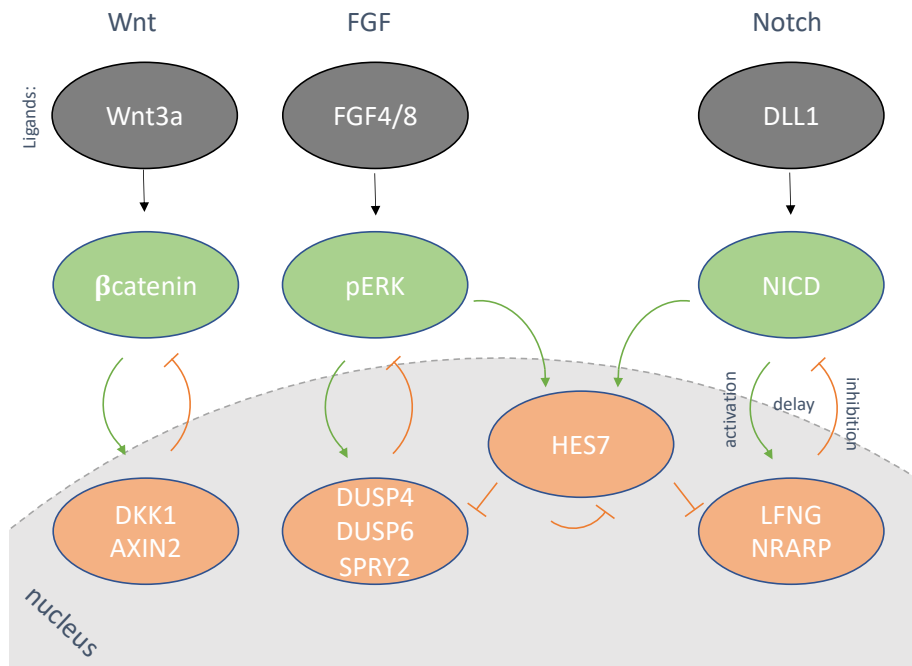 Wnt
FGF
Notch
Ligands:
Wnt3a
FGF4/8
DLL1
βcatenin
pERK
NICD
activation
delay
inhibition
HES7
DKK1
AXIN2
DUSP4
DUSP6
SPRY2
LFNG
NRARP
nucleus